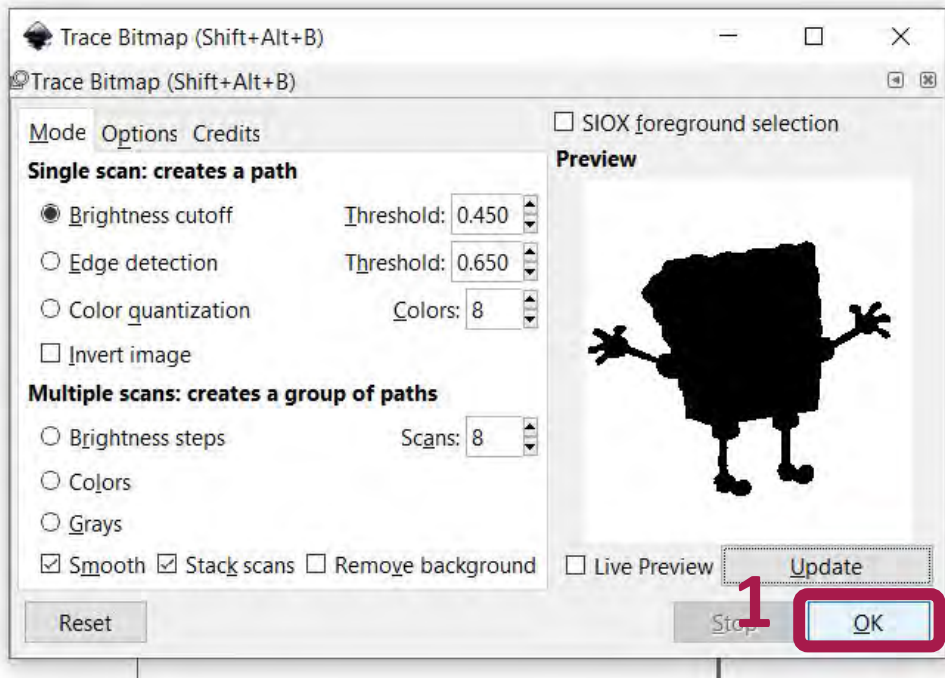 Trace Bitmap (Shift+Alt+B)
Trace Bitmap (Shift+Alt+B)
Mode Options Credits
Single scan: creates a path
Brightness cutoff Threshold: 0.450
Edge detection Threshold: 0.650
Color quantization Colors: 8
Invert image
Multiple scans: creates a group of paths
Brightness steps Scans: 8
Colors
Grays
Smooth Stack scans Remove background
SIOX foreground selection
Preview
Live Preview Update
Reset Stop 1 OK